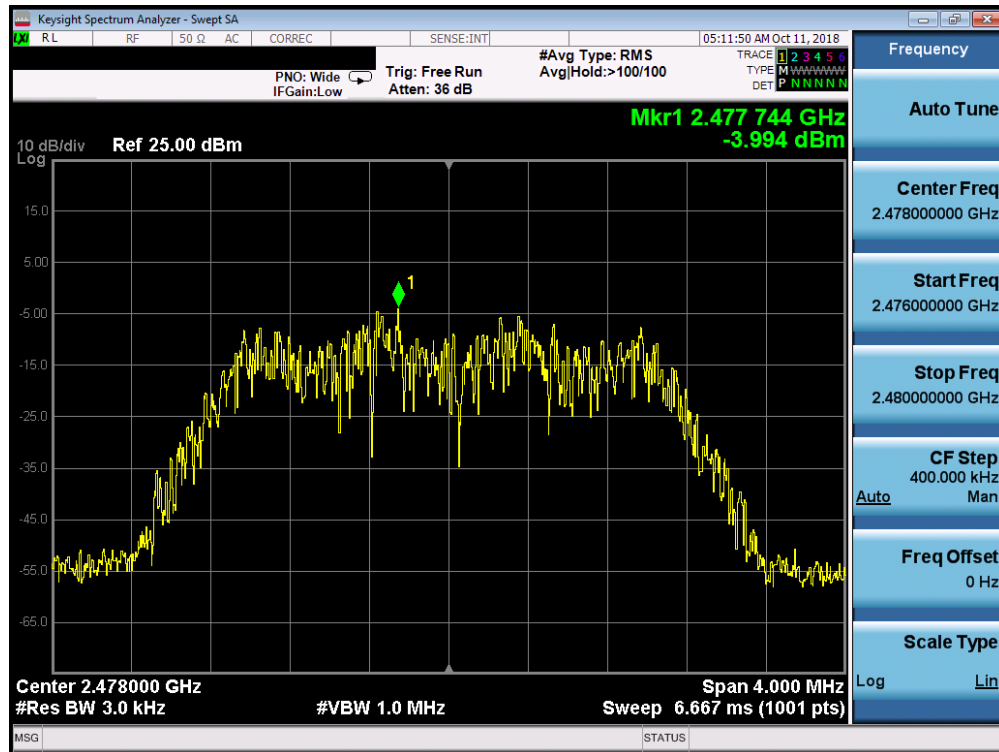 Keysight Spectrum Analyzer - Swept SA
LXI RL RF 50 Ω AC CORREC SENSE:INT 05:11:50 AM Oct 11, 2018
PNO: Wide
IFGain:Low
Trig: Free Run
Atten: 36 dB
#Avg Type: RMS
Avg|Hold:>100/100
TRACE 1 2 3 4 5 6
TYPE M WWWWW
DET P N N N N N
Mkr1 2.477 744 GHz
-3.994 dBm
10 dB/div Ref 25.00 dBm
Log
15.0
5.00
1
-5.00
-15.0
-25.0
-35.0
-45.0
-55.0
-65.0
Center 2.478000 GHz Span 4.000 MHz
#Res BW 3.0 kHz #VBW 1.0 MHz Sweep 6.667 ms (1001 pts)
MSG STATUS
Frequency
Auto Tune
Center Freq
2.478000000 GHz
Start Freq
2.476000000 GHz
Stop Freq
2.480000000 GHz
CF Step
400.000 kHz
Auto Man
Freq Offset
0 Hz
Scale Type
Log Lin